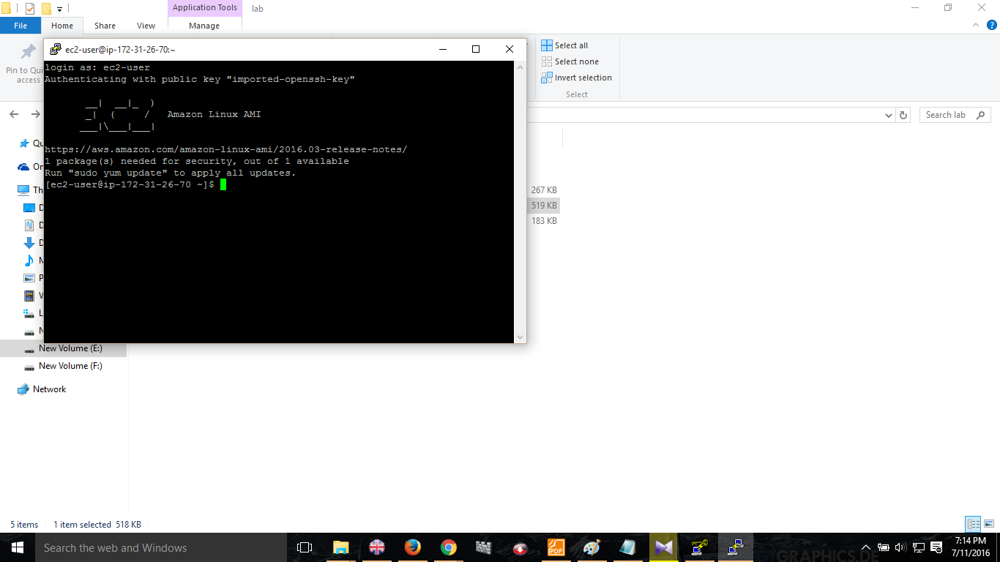 Application Tools
lab
File
Home
Share
View
Manage
Pin to Qui
access
Select all
Select none
Invert selection
Select
ec2-user@ip-172-31-26-70:~
login as: ec2-user
Authenticating with public key "imported-openssh-key"
__| __|_ )
_| ( / Amazon Linux AMI
___|\___|___|
https://aws.amazon.com/amazon-linux-ami/2016.03-release-notes/
1 package(s) needed for security, out of 1 available
Run "sudo yum update" to apply all updates.
[ec2-user@ip-172-31-26-70 ~]$
Search lab
Qu
On
Th
D
D
D
M
P
V
L
N
New Volume (E:)
New Volume (F:)
Network
267 KB
519 KB
183 KB
5 items
1 item selected 518 KB
Search the web and Windows
PDF
GRAPHICS.DE
7:14 PM
7/11/2016